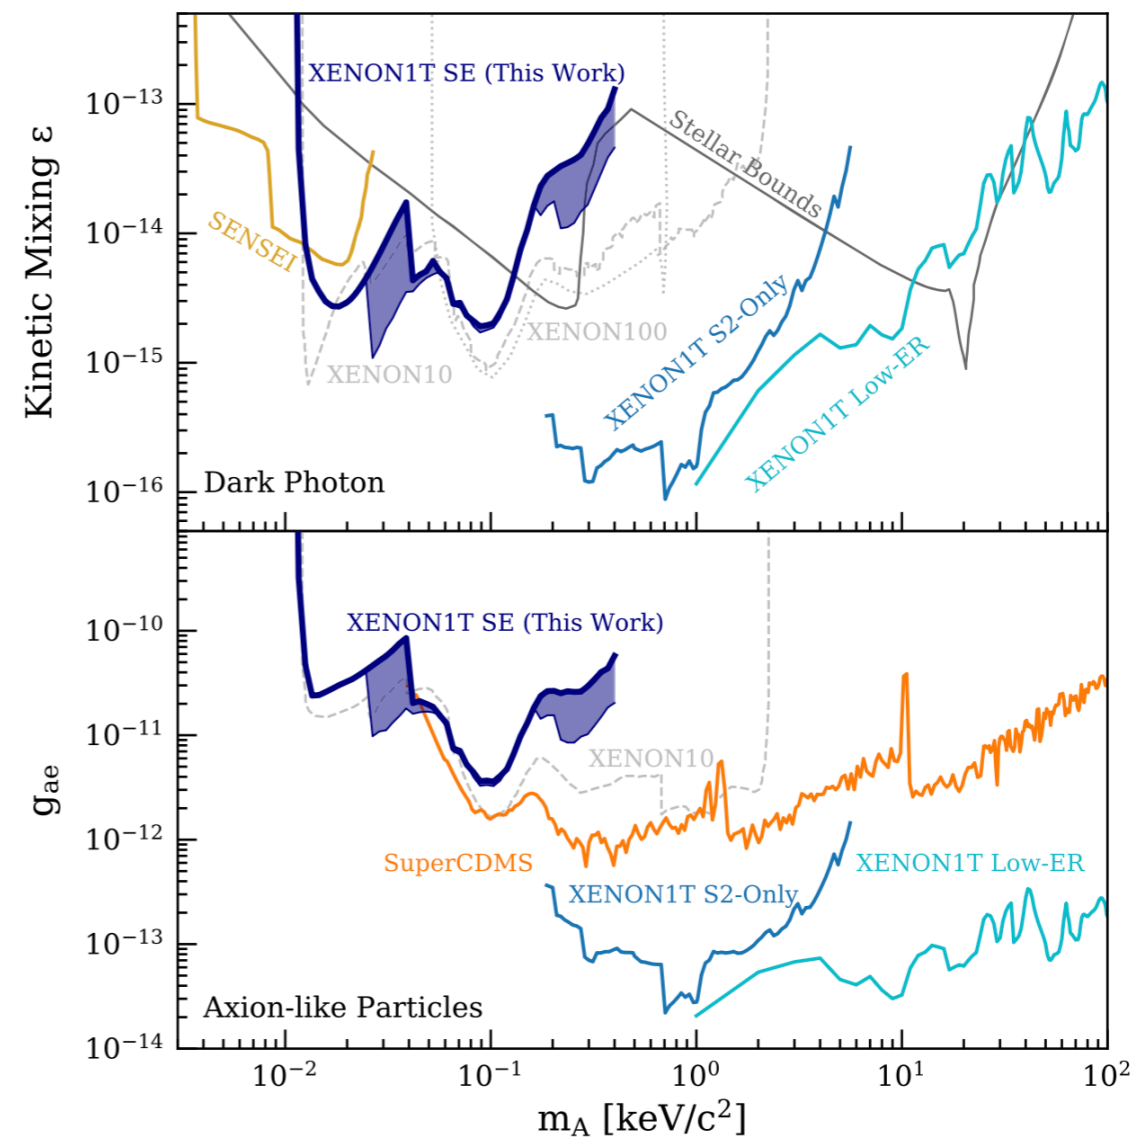 XENON1T SE (This Work)
Stellar Bounds
SENSEI
XENON10
XENON100
XENON1T S2-Only
XENON1T Low-ER
Dark Photon
Kinetic Mixing ε
10⁻¹³
10⁻¹⁴
10⁻¹⁵
10⁻¹⁶
XENON1T SE (This Work)
XENON10
SuperCDMS
XENON1T S2-Only
XENON1T Low-ER
Axion-like Particles
gₐₑ
10⁻¹⁰
10⁻¹¹
10⁻¹²
10⁻¹³
10⁻¹⁴
10⁻² 10⁻¹ 10⁰ 10¹ 10²
m_A [keV/c²]